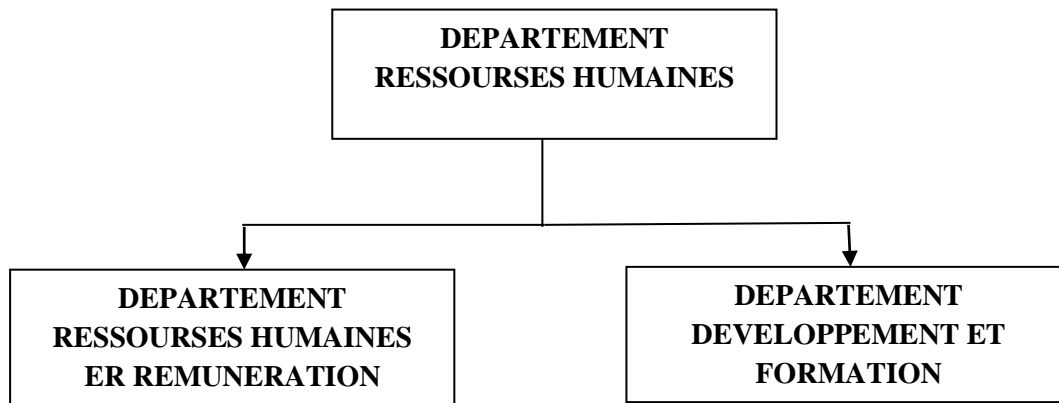 DEPARTEMENT
RESSOURSES HUMAINES
DEPARTEMENT
RESSOURSES HUMAINES
ER REMUNERATION
DEPARTEMENT
DEVELOPPEMENT ET
FORMATION